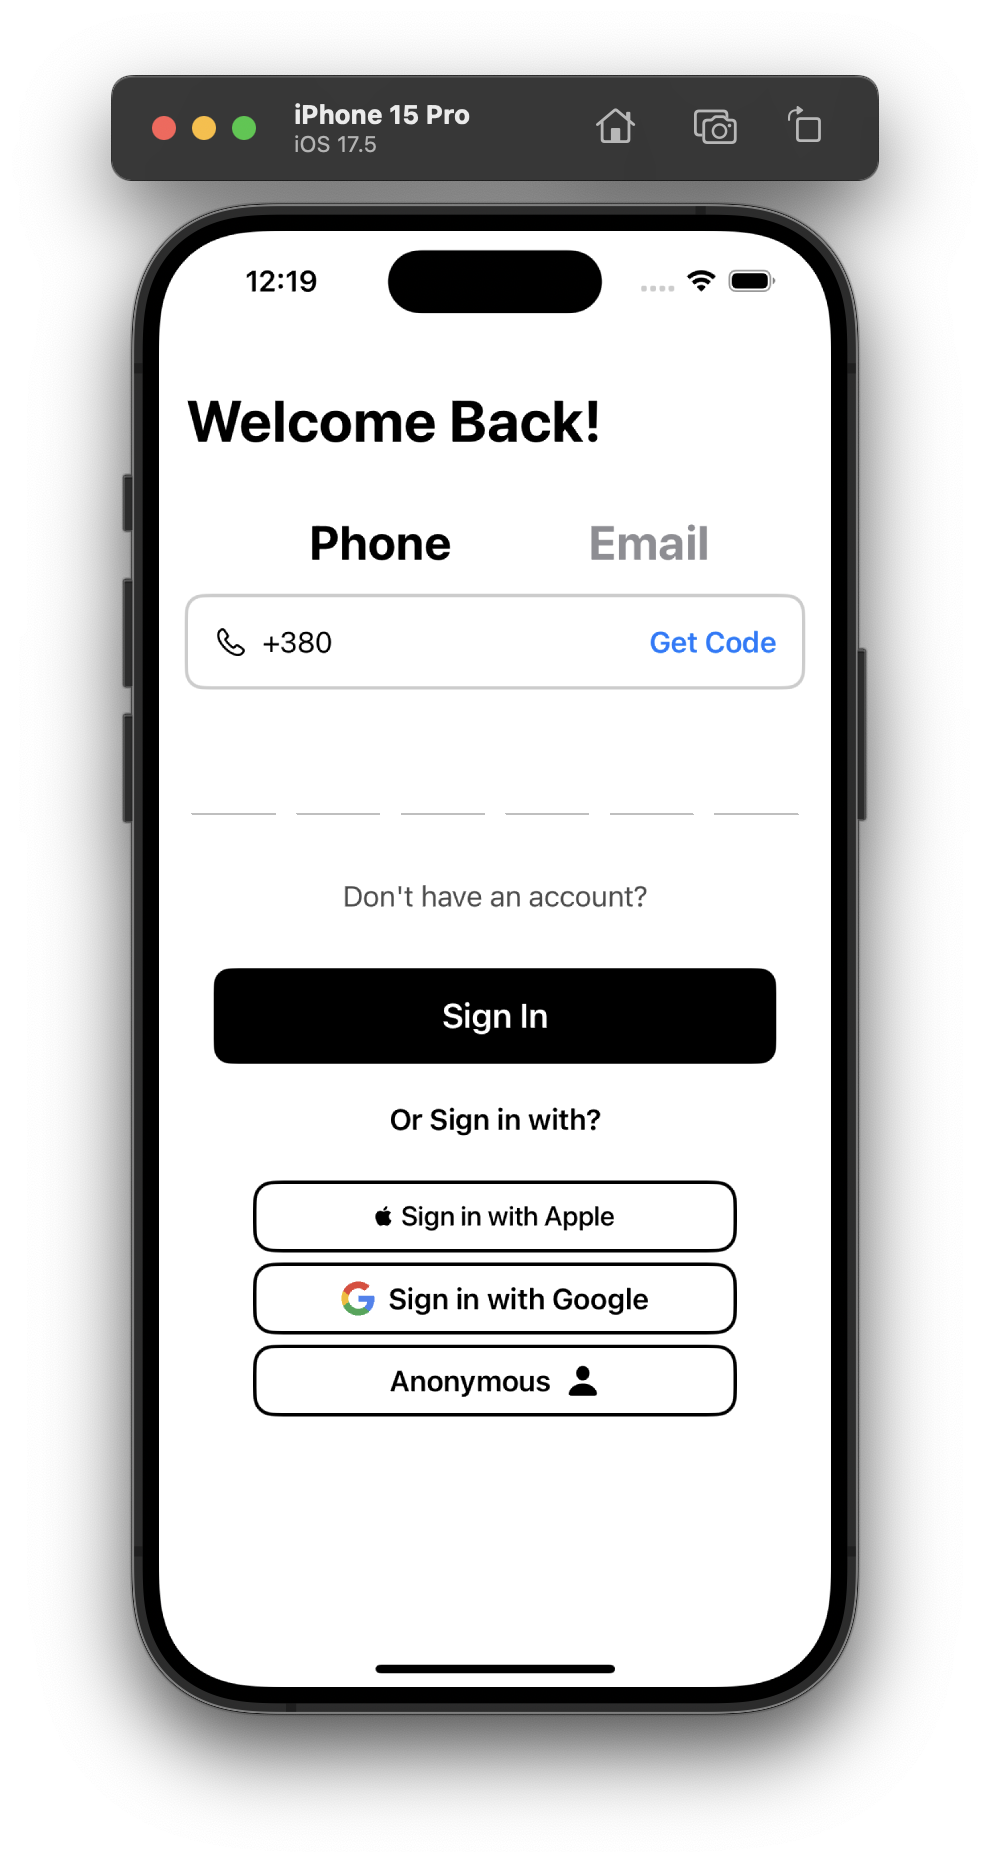 iPhone 15 Pro
iOS 17.5
12:19
Welcome Back!
Phone Email
+380 Get Code
Don't have an account?
Sign In
Or Sign in with?
Sign in with Apple
Sign in with Google
Anonymous